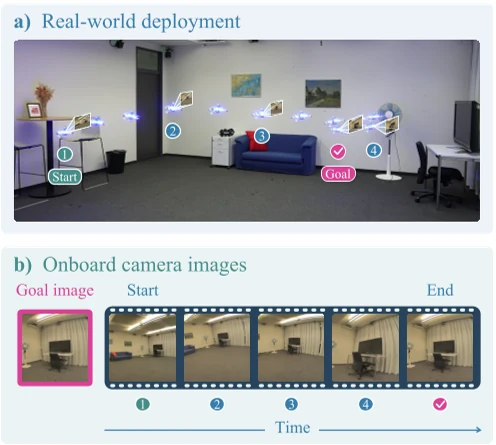 a) Real-world deployment
1
Start
2
3
Goal
4
b) Onboard camera images
Goal image
Start
End
1
2
3
4
Time